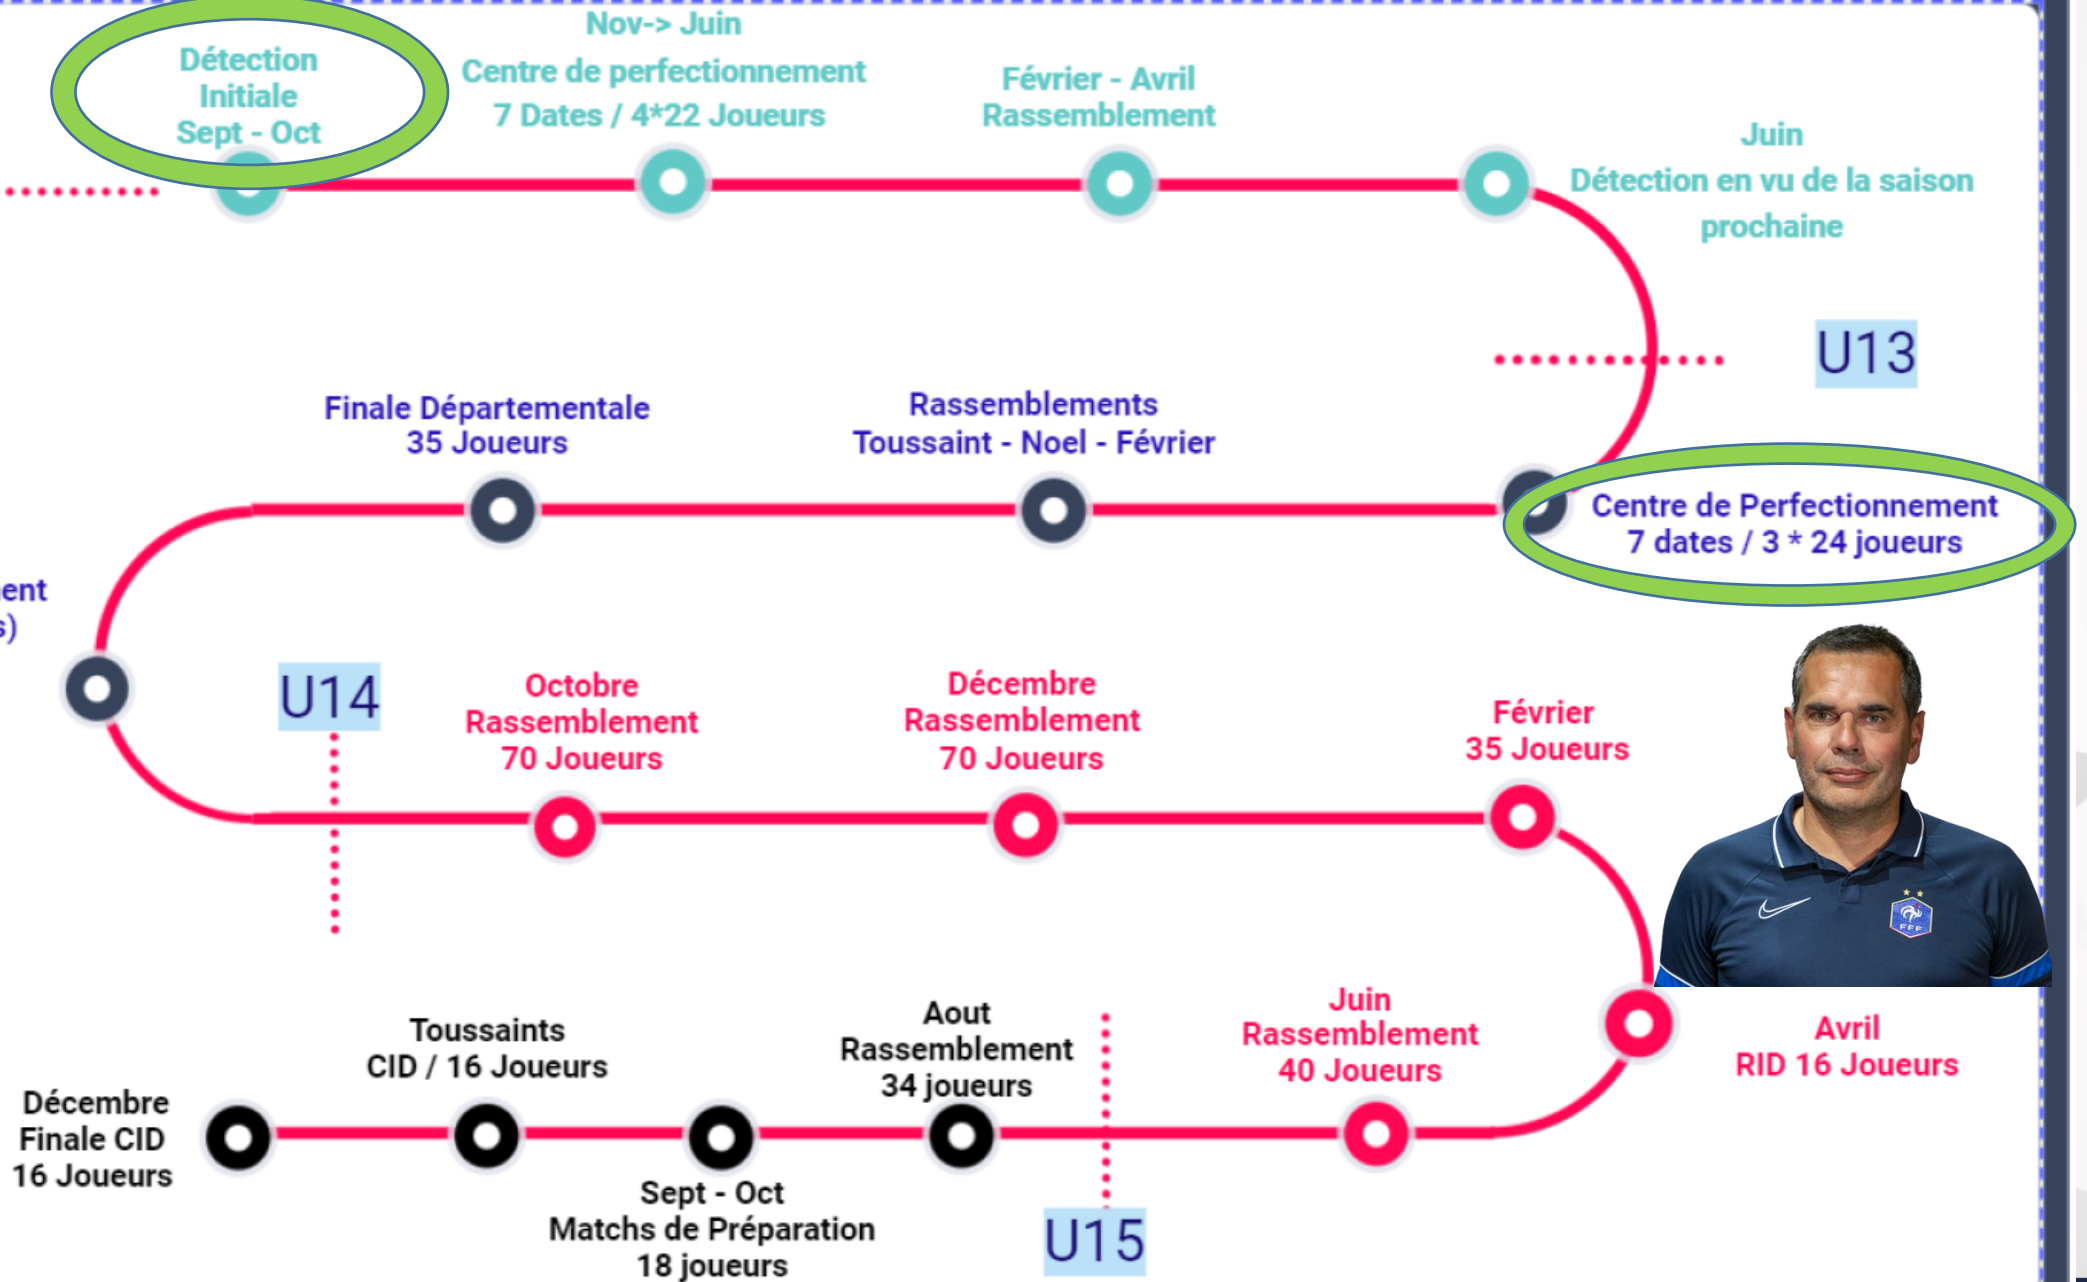 Détection
Initiale
Sept - Oct
Nov-> Juin
Centre de perfectionnement
7 Dates / 4*22 Joueurs
Février - Avril
Rassemblement
Juin
Détection en vu de la saison
prochaine
U13
Finale Départementale
35 Joueurs
Rassemblements
Toussaint - Noel - Février
Centre de Perfectionnement
7 dates / 3 * 24 joueurs
ent
s)
U14
Octobre
Rassemblement
70 Joueurs
Décembre
Rassemblement
70 Joueurs
Février
35 Joueurs
FFF
Avril
RID 16 Joueurs
Juin
Rassemblement
40 Joueurs
Aout
Rassemblement
34 joueurs
Toussaints
CID / 16 Joueurs
Décembre
Finale CID
16 Joueurs
Sept - Oct
Matchs de Préparation
18 joueurs
U15